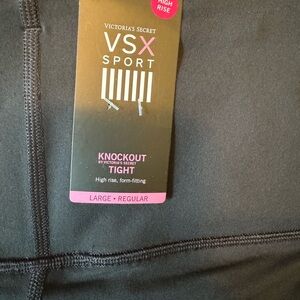 HIGH
RISE
VICTORIA'S SECRET
VSX
SPORT
KNOCKOUT
BY VICTORIA'S SECRET
TIGHT
High rise, form-fitting
LARGE • REGULAR